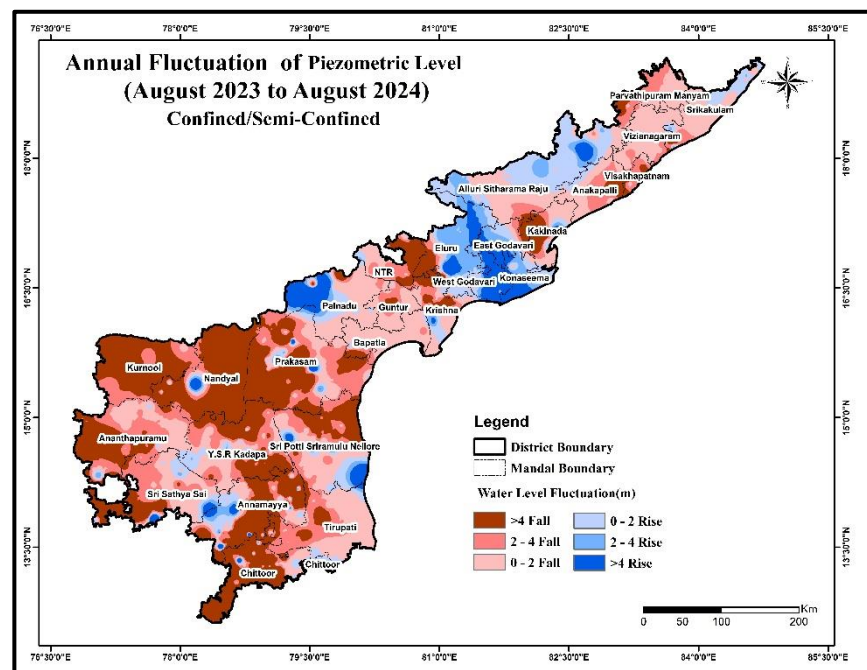 76°30'0"E 78°0'0"E 79°30'0"E 81°0'0"E 82°30'0"E 84°0'0"E 85°30'0"E
Annual Fluctuation of Piezometric Level
(August 2023 to August 2024)
Confined/Semi-Confined
Parvathipuram Manyam
Srikakulam
Vizianagaram
18°0'0"N 18°0'0"N
Visakhapatnam
Alluri Sitharama Raju
Anakapalli
Kakinada
Eluru
East Godavari
NTR
West Godavari
Konaseema
16°30'0"N 16°30'0"N
Palnadu
Guntur
Krishna
Bapatla
Prakasam
Kurnool
Nandyal
15°0'0"N 15°0'0"N
Ananthapuramu
Sri Potti Sriramulu Nellore
Y.S.R Kadapa
Sri Sathya Sai
Annamayya
Tirupati
13°30'0"N 13°30'0"N
Chittoor
Chittoor
Legend
District Boundary
Mandal Boundary
Water Level Fluctuation(m)
>4 Fall 0 - 2 Rise
2 - 4 Fall 2 - 4 Rise
0 - 2 Fall >4 Rise
Km
0 50 100 200
76°30'0"E 78°0'0"E 79°30'0"E 81°0'0"E 82°30'0"E 84°0'0"E 85°30'0"E